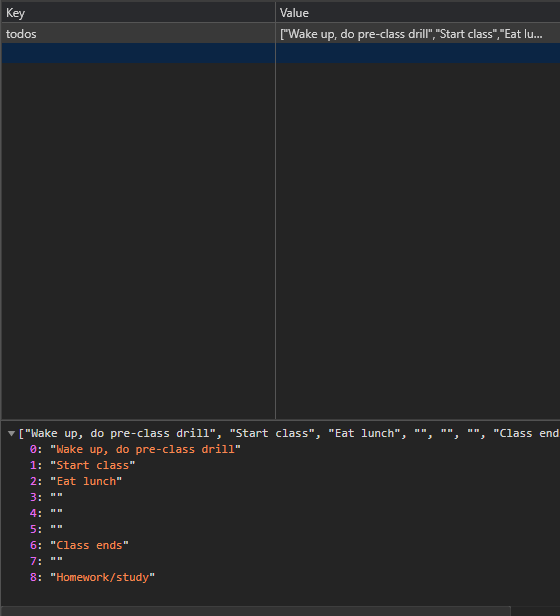 Key Value
todos ["Wake up, do pre-class drill","Start class","Eat lu...
["Wake up, do pre-class drill", "Start class", "Eat lunch", "", "", "", "Class end
0: "Wake up, do pre-class drill"
1: "Start class"
2: "Eat lunch"
3: ""
4: ""
5: ""
6: "Class ends"
7: ""
8: "Homework/study"